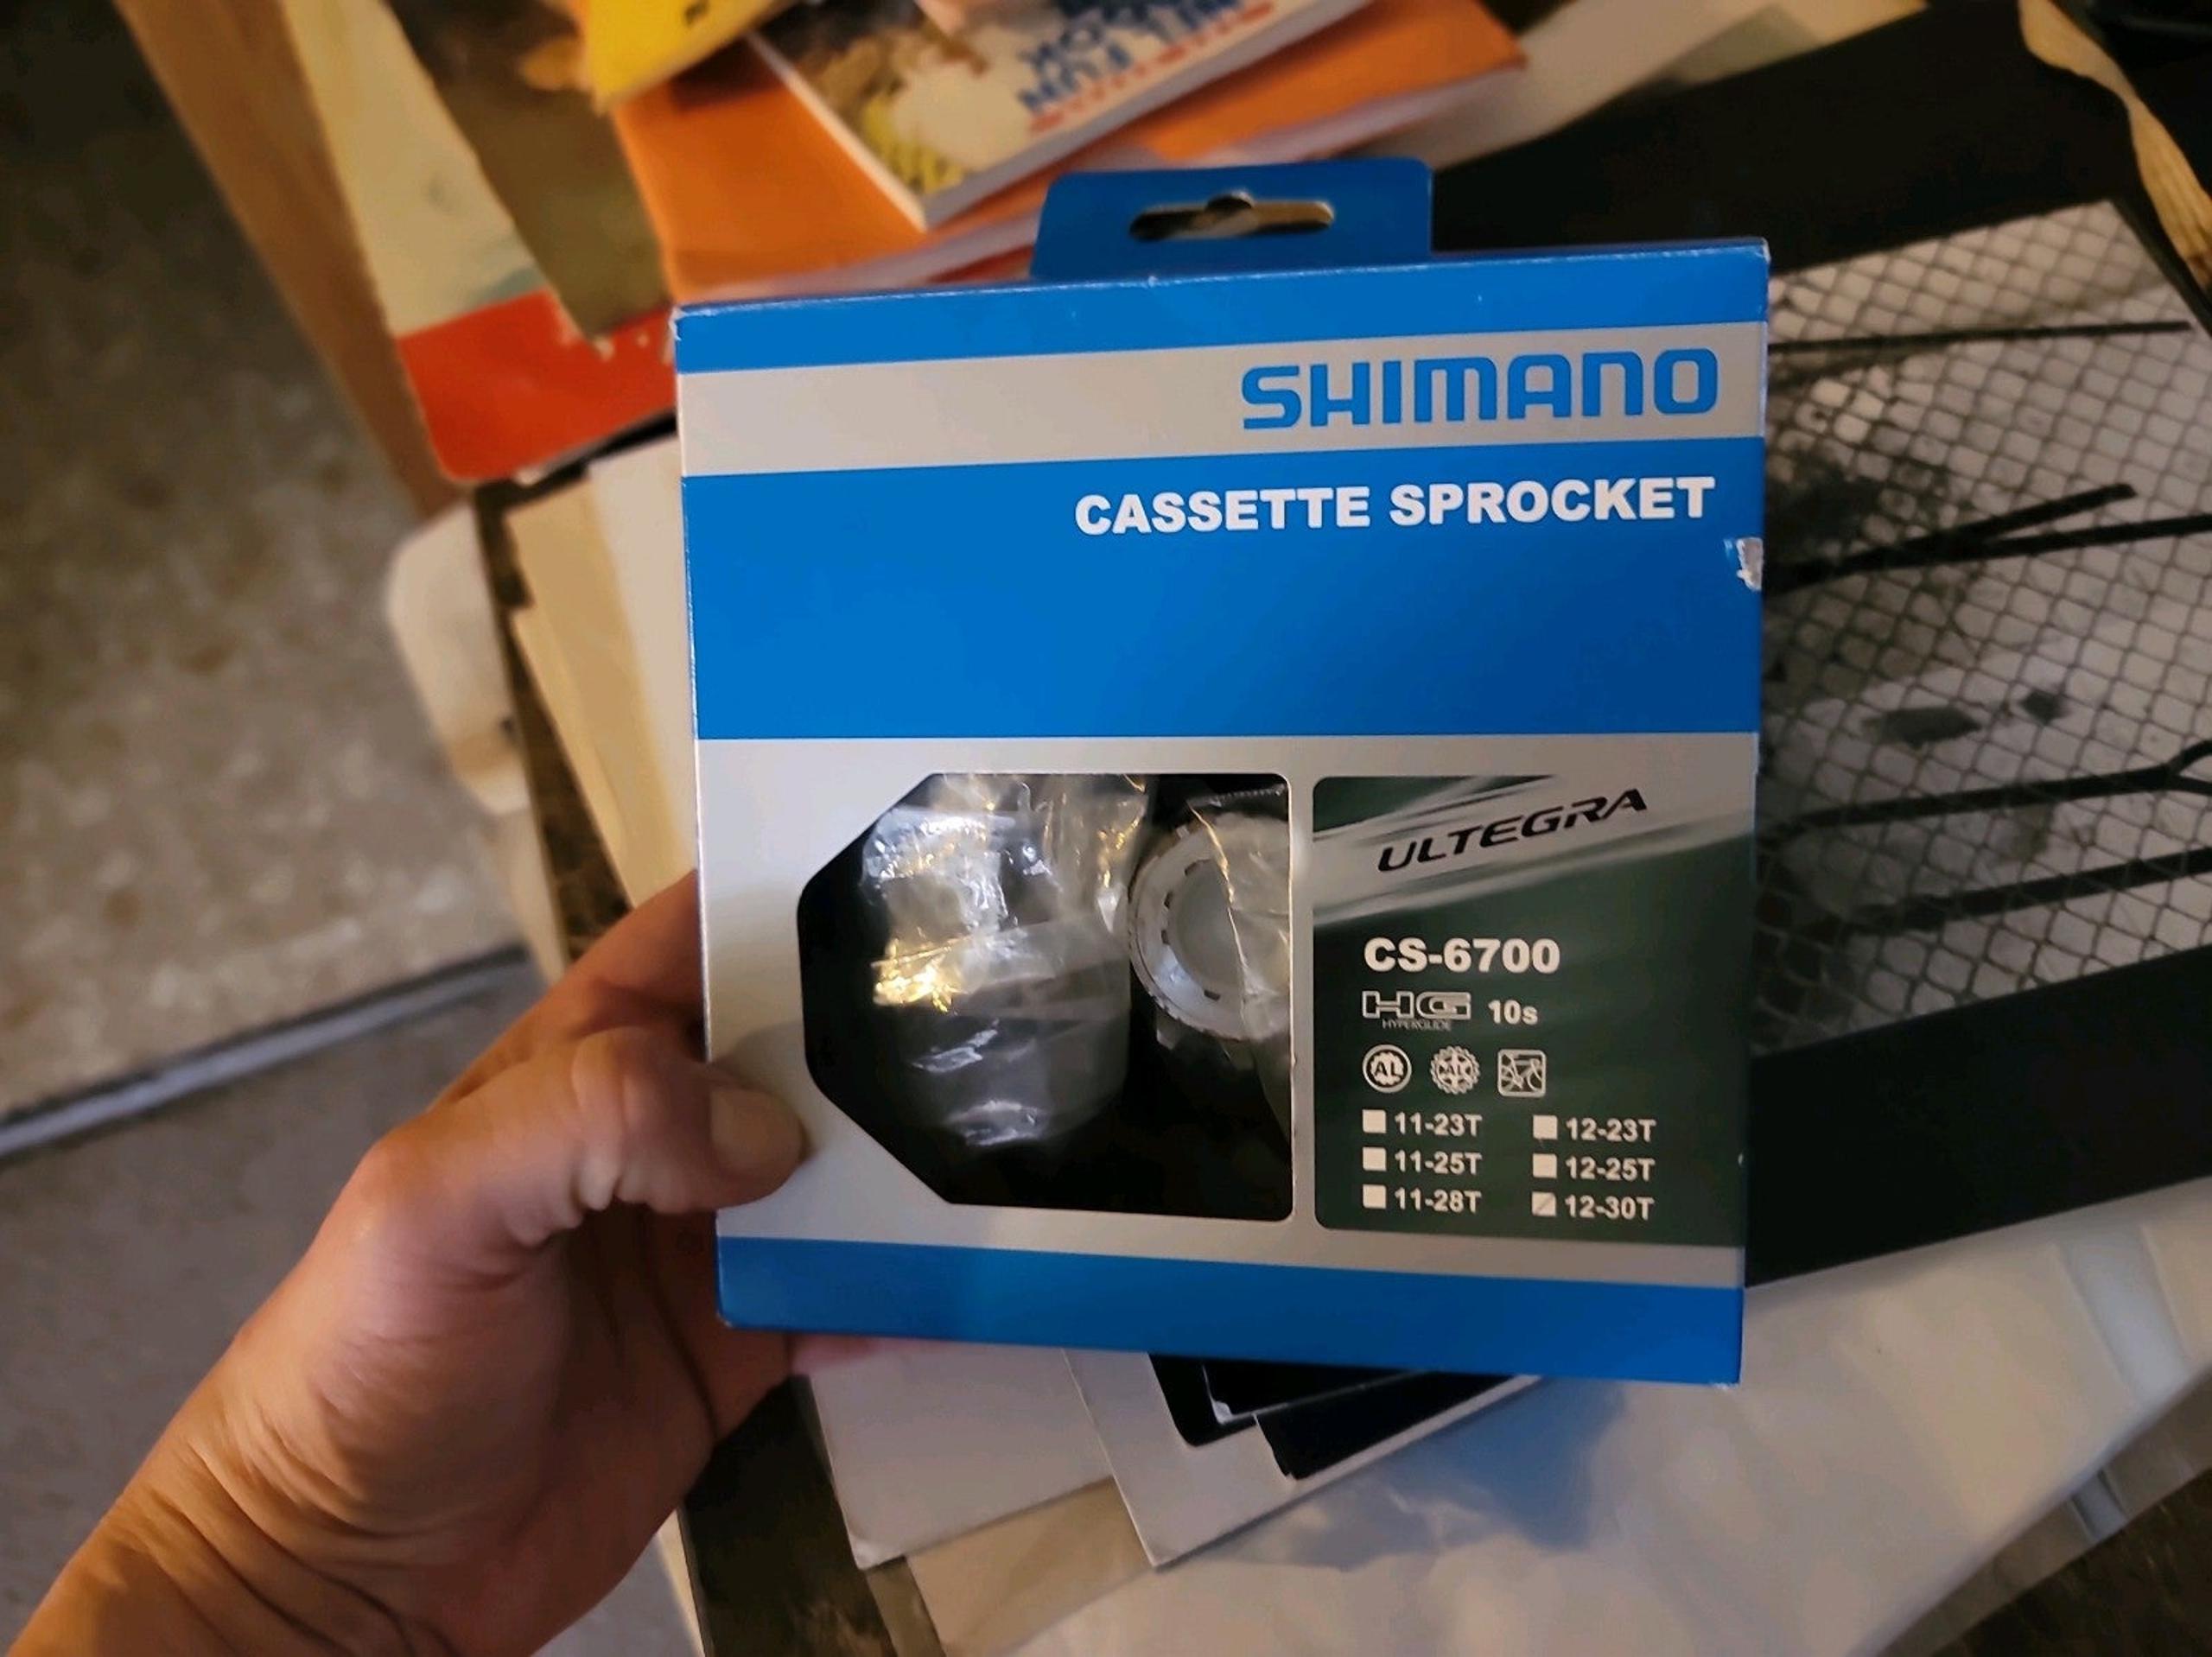 FUN
SHIMANO
CASSETTE SPROCKET
ULTEGRA
CS-6700
HG 10s
HYPERGLIDE
AL
11-23T 12-23T
11-25T 12-25T
11-28T 12-30T